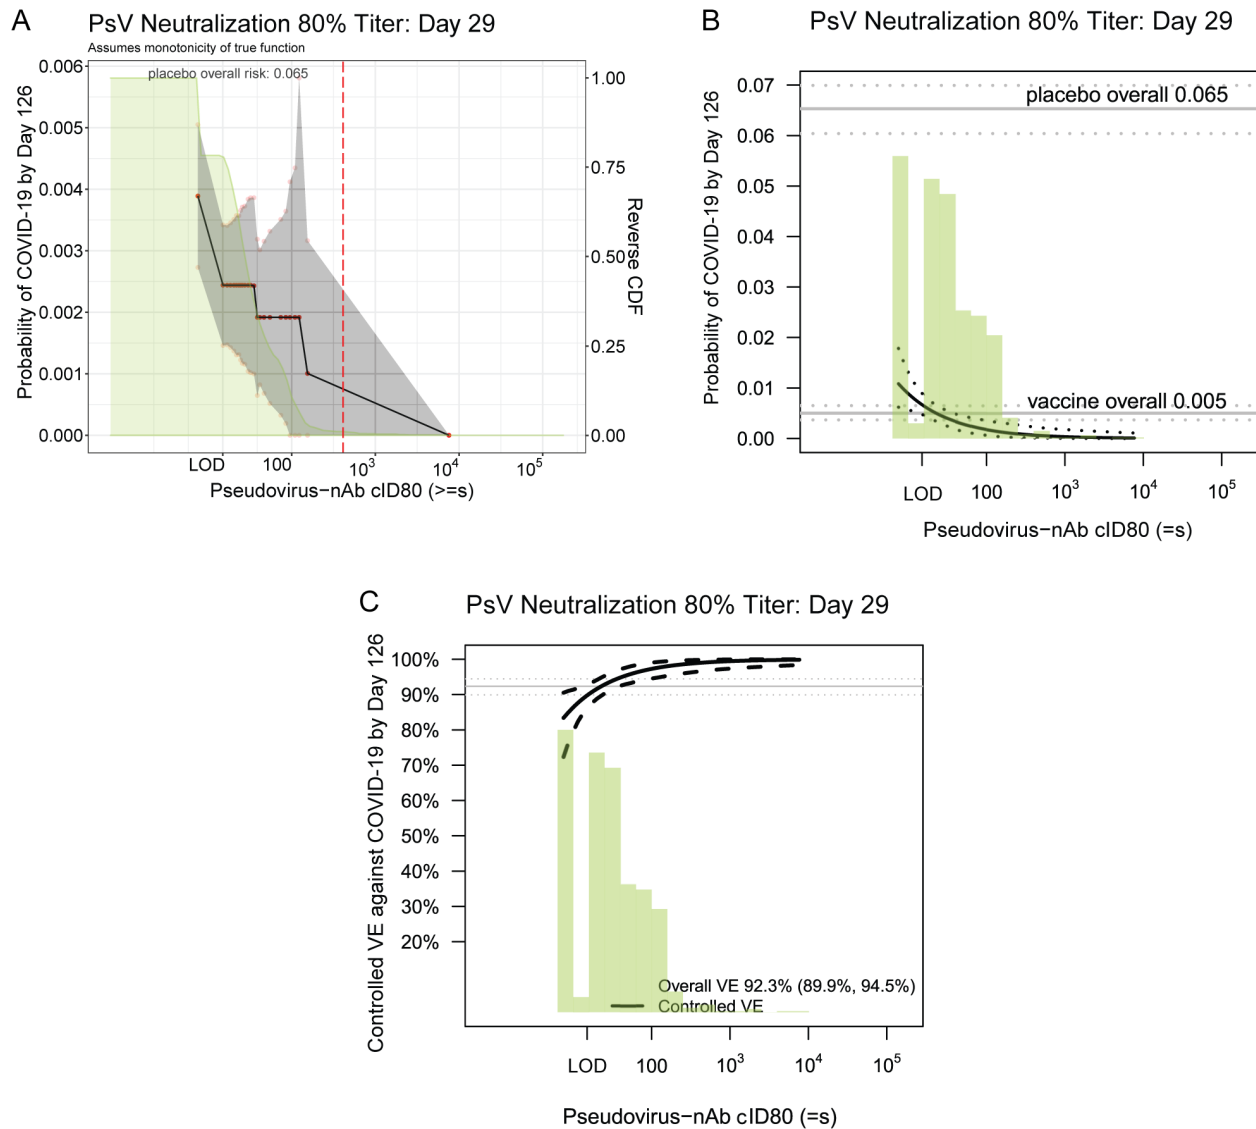 A
PsV Neutralization 80% Titer: Day 29
Assumes monotonicity of true function
placebo overall risk: 0.065
Probability of COVID−19 by Day 126
0.006
0.005
0.004
0.003
0.002
0.001
0.000
1.00
0.75
0.50
0.25
0.00
Reverse CDF
LOD
100
10³
10⁴
10⁵
Pseudovirus−nAb cID80 (>=s)
B
PsV Neutralization 80% Titer: Day 29
Probability of COVID−19 by Day 126
0.07
0.06
0.05
0.04
0.03
0.02
0.01
0.00
placebo overall 0.065
vaccine overall 0.005
LOD
100
10³
10⁴
10⁵
Pseudovirus−nAb cID80 (=s)
C
PsV Neutralization 80% Titer: Day 29
Controlled VE against COVID−19 by Day 126
100%
90%
80%
70%
60%
50%
40%
30%
20%
Overall VE 92.3% (89.9%, 94.5%)
Controlled VE
LOD
100
10³
10⁴
10⁵
Pseudovirus−nAb cID80 (=s)